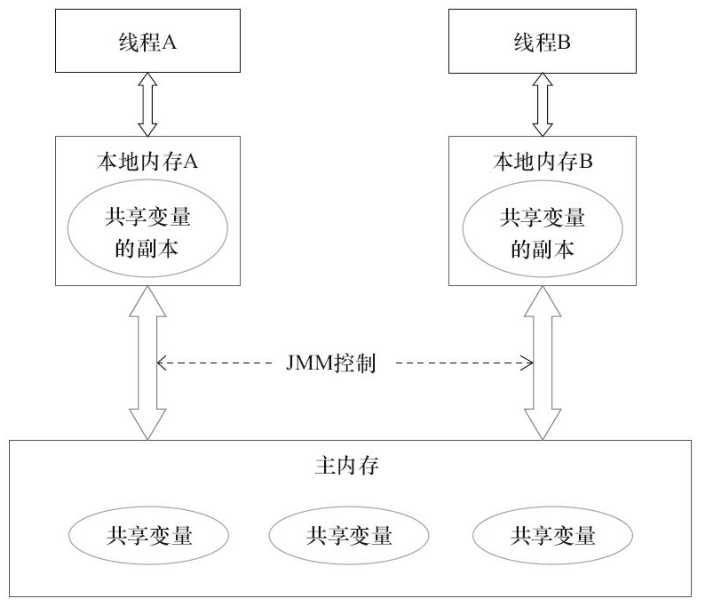 线程A
线程B
本地内存A
本地内存B
共享变量
的副本
共享变量
的副本
JMM控制
主内存
共享变量
共享变量
共享变量